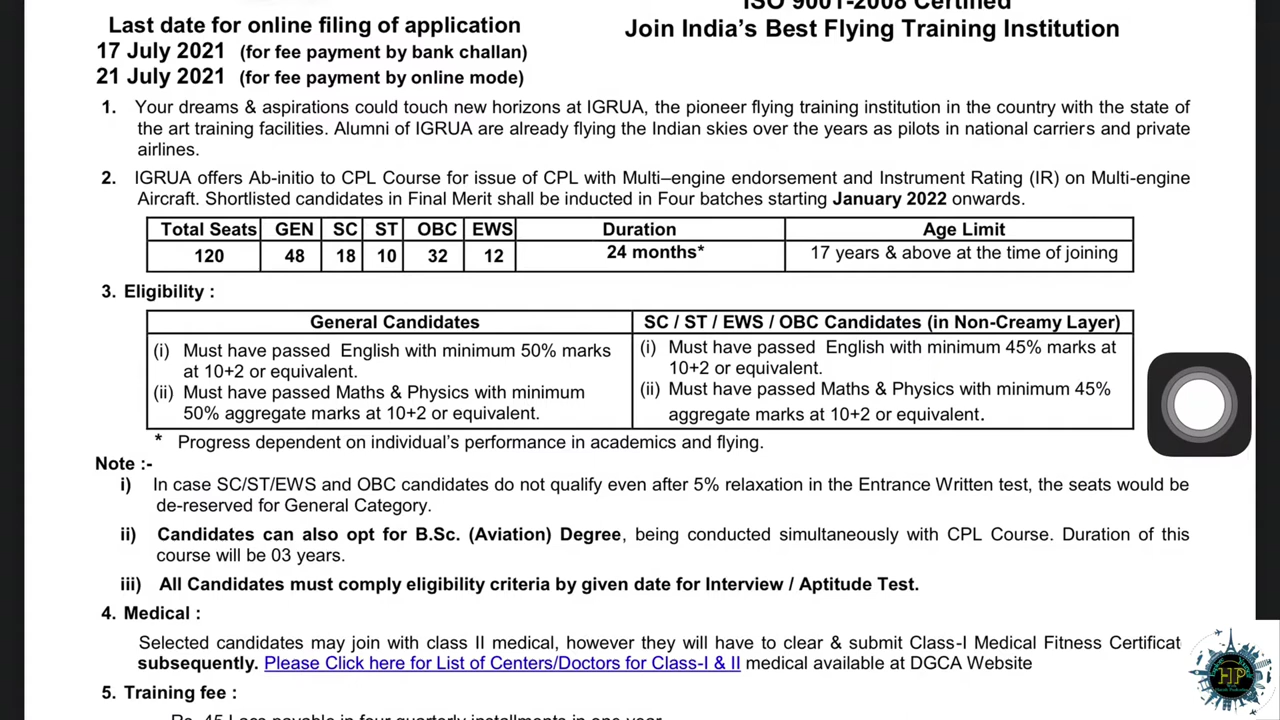 ISO 9001-2008 Certified
Last date for online filing of application
Join India's Best Flying Training Institution
17 July 2021 (for fee payment by bank challan)
21 July 2021 (for fee payment by online mode)
1. Your dreams & aspirations could touch new horizons at IGRUA, the pioneer flying training institution in the country with the state of
the art training facilities. Alumni of IGRUA are already flying the Indian skies over the years as pilots in national carriers and private
airlines.
2. IGRUA offers Ab-initio to CPL Course for issue of CPL with Multi–engine endorsement and Instrument Rating (IR) on Multi-engine
Aircraft. Shortlisted candidates in Final Merit shall be inducted in Four batches starting January 2022 onwards.
Total Seats GEN SC ST OBC EWS Duration Age Limit
120 48 18 10 32 12 24 months* 17 years & above at the time of joining
3. Eligibility :
General Candidates
(i) Must have passed English with minimum 50% marks
at 10+2 or equivalent.
(ii) Must have passed Maths & Physics with minimum
50% aggregate marks at 10+2 or equivalent.
SC / ST / EWS / OBC Candidates (in Non-Creamy Layer)
(i) Must have passed English with minimum 45% marks at
10+2 or equivalent.
(ii) Must have passed Maths & Physics with minimum 45%
aggregate marks at 10+2 or equivalent.
* Progress dependent on individual's performance in academics and flying.
Note :-
i) In case SC/ST/EWS and OBC candidates do not qualify even after 5% relaxation in the Entrance Written test, the seats would be
de-reserved for General Category.
ii) Candidates can also opt for B.Sc. (Aviation) Degree, being conducted simultaneously with CPL Course. Duration of this
course will be 03 years.
iii) All Candidates must comply eligibility criteria by given date for Interview / Aptitude Test.
4. Medical :
Selected candidates may join with class II medical, however they will have to clear & submit Class-I Medical Fitness Certificat
subsequently. Please Click here for List of Centers/Doctors for Class-I & II medical available at DGCA Website
5. Training fee :
Rs. 45 Lacs payable in four quarterly installments in one year
HP